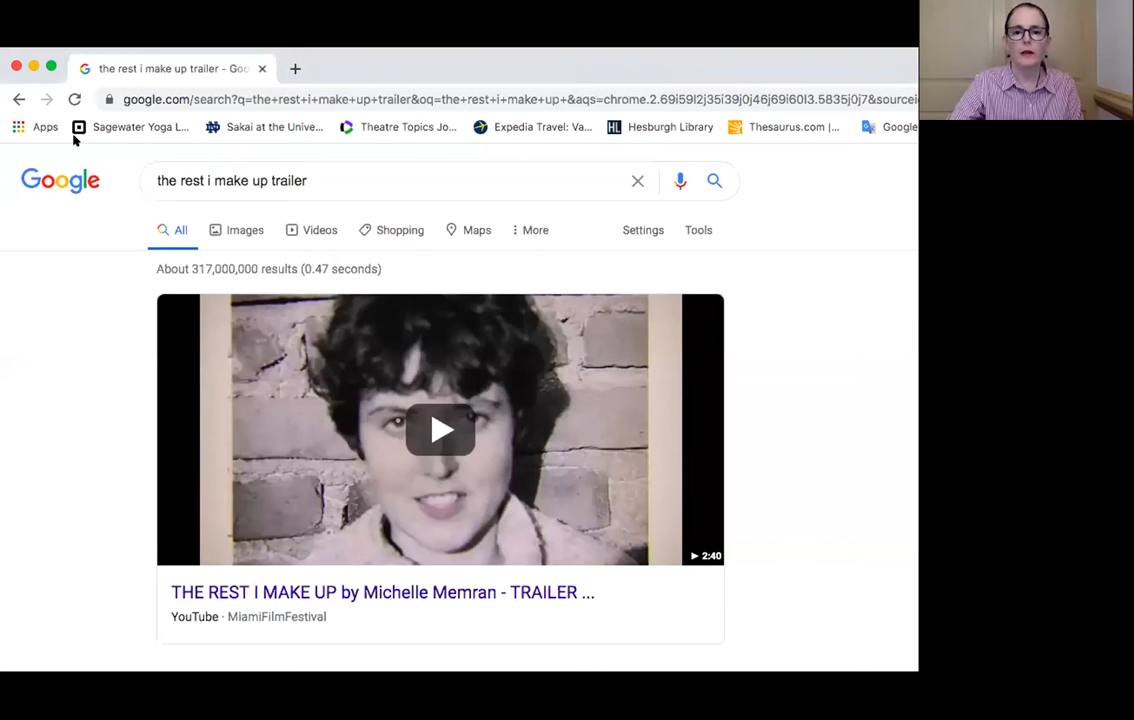 the rest i make up trailer - Goo
google.com/search?q=the+rest+i+make+up+trailer&oq=the+rest+i+make+up+&aqs=chrome.2.69i59l2j35i39j0j46j69i60l3.5835j0j7&sourcei
Apps Sagewater Yoga L... Sakai at the Unive... Theatre Topics Jo... Expedia Travel: Va... HL Hesburgh Library Thesaurus.com |... Google
Google the rest i make up trailer
All Images Videos Shopping Maps More Settings Tools
About 317,000,000 results (0.47 seconds)
2:40
THE REST I MAKE UP by Michelle Memran - TRAILER ...
YouTube · MiamiFilmFestival